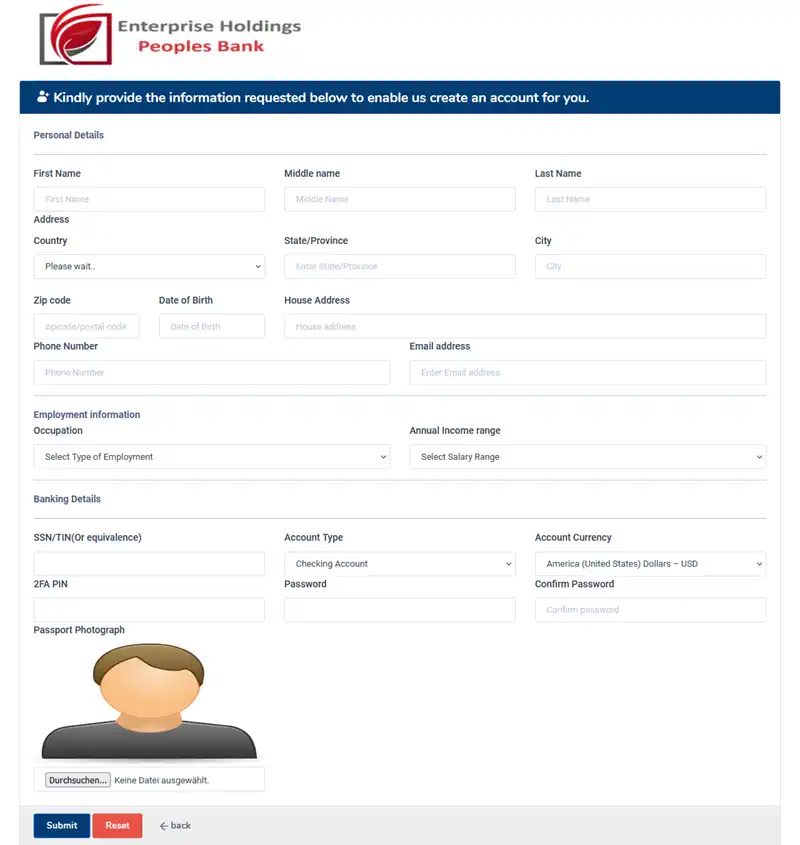 Enterprise Holdings
Peoples Bank
Kindly provide the information requested below to enable us create an account for you.
Personal Details
First Name Middle name Last Name
First Name Middle Name Last Name
Address
Country State/Province City
Please wait.. Enter State/Province City
Zip code Date of Birth House Address
zipcode/postal code Date of Birth House address
Phone Number Email address
Phone Number Enter Email address
Employment information
Occupation Annual Income range
Select Type of Employment Select Salary Range
Banking Details
SSN/TIN(Or equivalence) Account Type Account Currency
Checking Account America (United States) Dollars - USD
2FA PIN Password Confirm Password
Confirm password
Passport Photograph
Durchsuchen... Keine Datei ausgewählt.
Submit Reset back